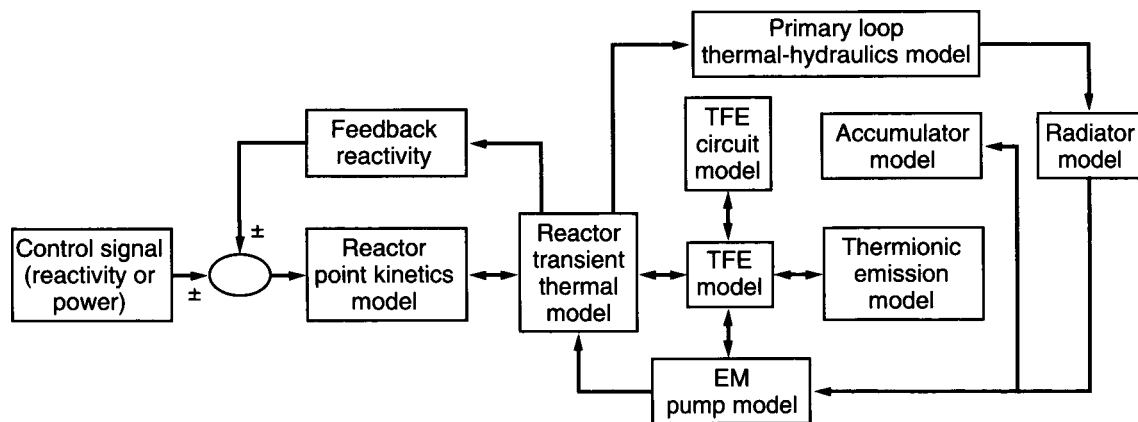 Primary loop
thermal-hydraulics model
Feedback
reactivity
TFE
circuit
model
Accumulator
model
Radiator
model
±
Control signal
(reactivity or
power)
±
Reactor
point kinetics
model
Reactor
transient
thermal
model
TFE
model
Thermionic
emission
model
EM
pump model